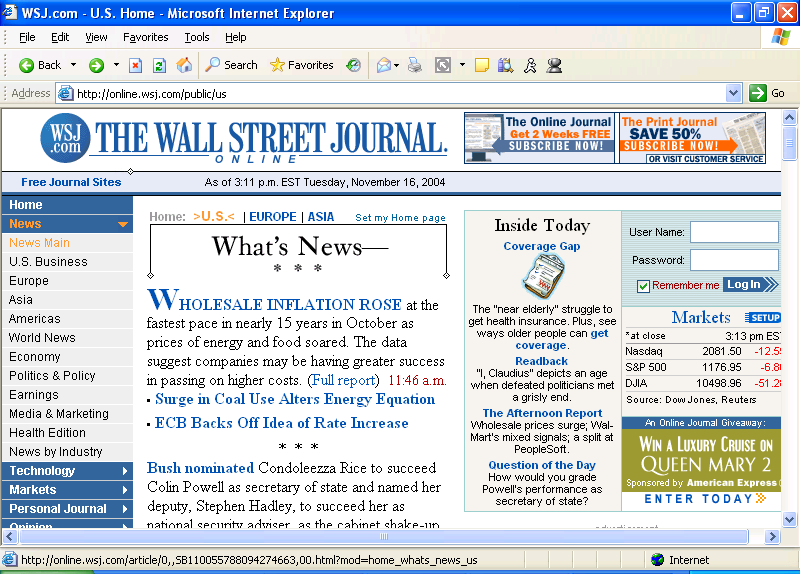 WSJ.com - U.S. Home - Microsoft Internet Explorer
File Edit View Favorites Tools Help
Back Search Favorites
Address http://online.wsj.com/public/us Go
WSJ .com
THE WALL STREET JOURNAL.
ONLINE
The Online Journal
Get 2 Weeks FREE
SUBSCRIBE NOW!
The Print Journal
SAVE 50%
SUBSCRIBE NOW!
OR VISIT CUSTOMER SERVICE
Free Journal Sites
As of 3:11 p.m. EST Tuesday, November 16, 2004
Home
News
News Main
U.S. Business
Europe
Asia
Americas
World News
Economy
Politics & Policy
Earnings
Media & Marketing
Health Edition
News by Industry
Technology
Markets
Personal Journal
Opinion
Home: >U.S.< | EUROPE | ASIA Set my Home page
What's News—
* * *
WHOLESALE INFLATION ROSE at the
fastest pace in nearly 15 years in October as
prices of energy and food soared. The data
suggest companies may be having greater success
in passing on higher costs. (Full report) 11:46 a.m.
• Surge in Coal Use Alters Energy Equation
• ECB Backs Off Idea of Rate Increase
* * *
Bush nominated Condoleezza Rice to succeed
Colin Powell as secretary of state and named her
deputy, Stephen Hadley, to succeed her as
national security adviser, as the cabinet shake-up
Inside Today
Coverage Gap
The "near elderly" struggle to
get health insurance. Plus, see
ways older people can get
coverage.
Readback
"I, Claudius" depicts an age
when defeated politicians met
a grisly end.
The Afternoon Report
Wholesale prices surge; Wal-
Mart's mixed signals; a split at
PeopleSoft.
Question of the Day
How would you grade
Powell's performance as
secretary of state?
User Name:
Password:
Remember me Log In
Markets SETUP
*at close 3:13 pm EST
Nasdaq 2081.50 -12.5
S&P 500 1176.95 -6.8
DJIA 10498.96 -51.2
Source: Dow Jones, Reuters
An Online Journal Giveaway:
WIN A LUXURY CRUISE ON
QUEEN MARY 2
Sponsored by American Express
ENTER TODAY
advertisement
http://online.wsj.com/article/0,,SB110055788094274663,00.html?mod=home_whats_news_us
Internet